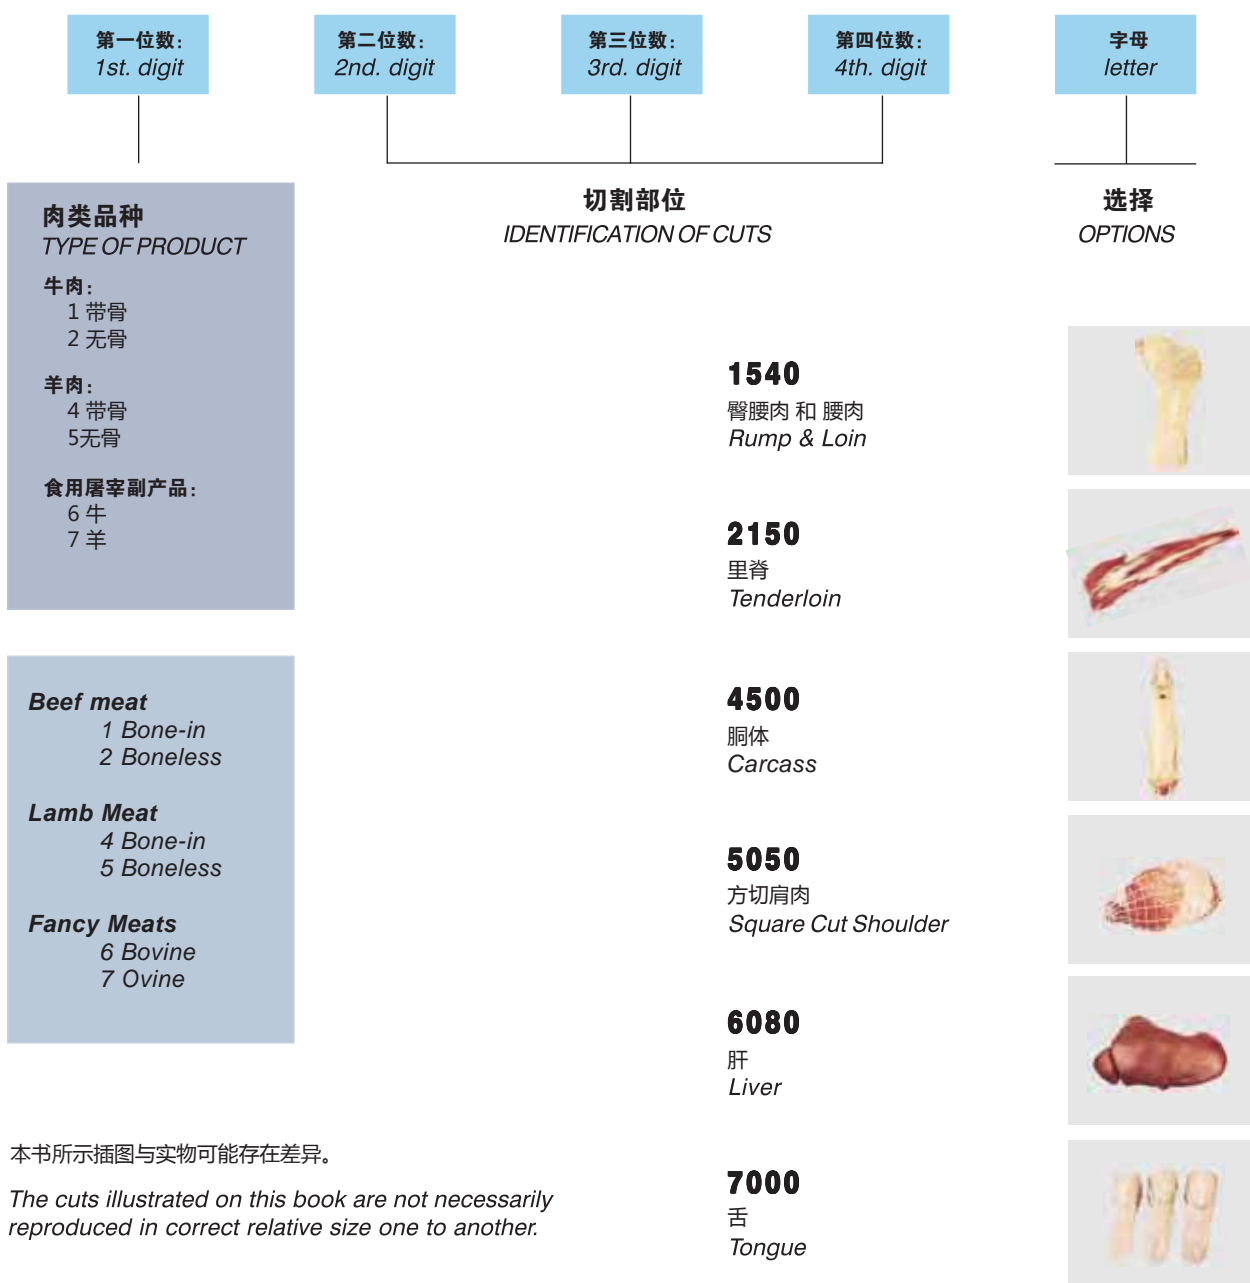 第一位数：
1st. digit
第二位数：
2nd. digit
第三位数：
3rd. digit
第四位数：
4th. digit
字母
letter
肉类品种
TYPE OF PRODUCT
牛肉：
1 带骨
2 无骨
羊肉：
4 带骨
5无骨
食用屠宰副产品：
6 牛
7 羊
Beef meat
1 Bone-in
2 Boneless
Lamb Meat
4 Bone-in
5 Boneless
Fancy Meats
6 Bovine
7 Ovine
本书所示插图与实物可能存在差异。
The cuts illustrated on this book are not necessarily
reproduced in correct relative size one to another.
切割部位
IDENTIFICATION OF CUTS
1540
臀腰肉 和 腰肉
Rump & Loin
2150
里脊
Tenderloin
4500
胴体
Carcass
5050
方切肩肉
Square Cut Shoulder
6080
肝
Liver
7000
舌
Tongue
选择
OPTIONS